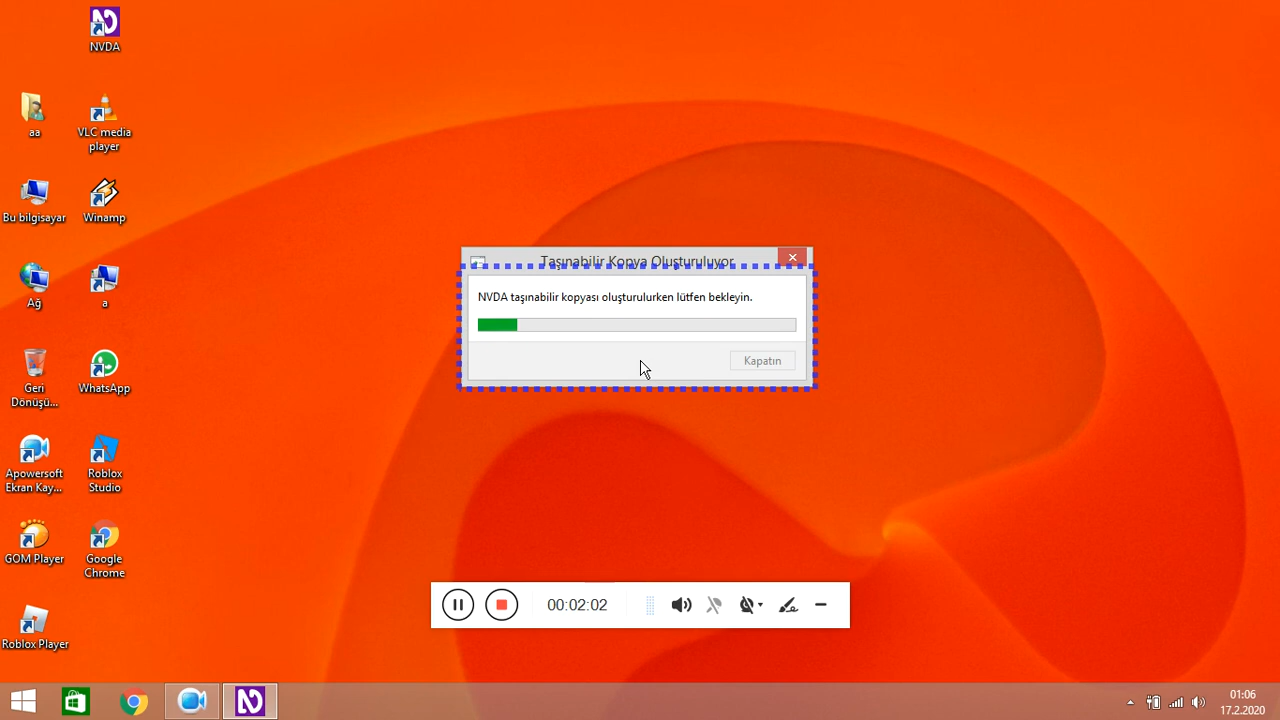 NVDA
aa
VLC media
player
Bu bilgisayar
Winamp
Ağ
a
Geri
Dönüşü...
WhatsApp
Apowersoft
Ekran Kay...
Roblox
Studio
GOM Player
Google
Chrome
Roblox Player
Taşınabilir Kopya Oluşturuluyor
NVDA taşınabilir kopyası oluşturulurken lütfen bekleyin.
Kapatın
00:02:02
01:06
17.2.2020